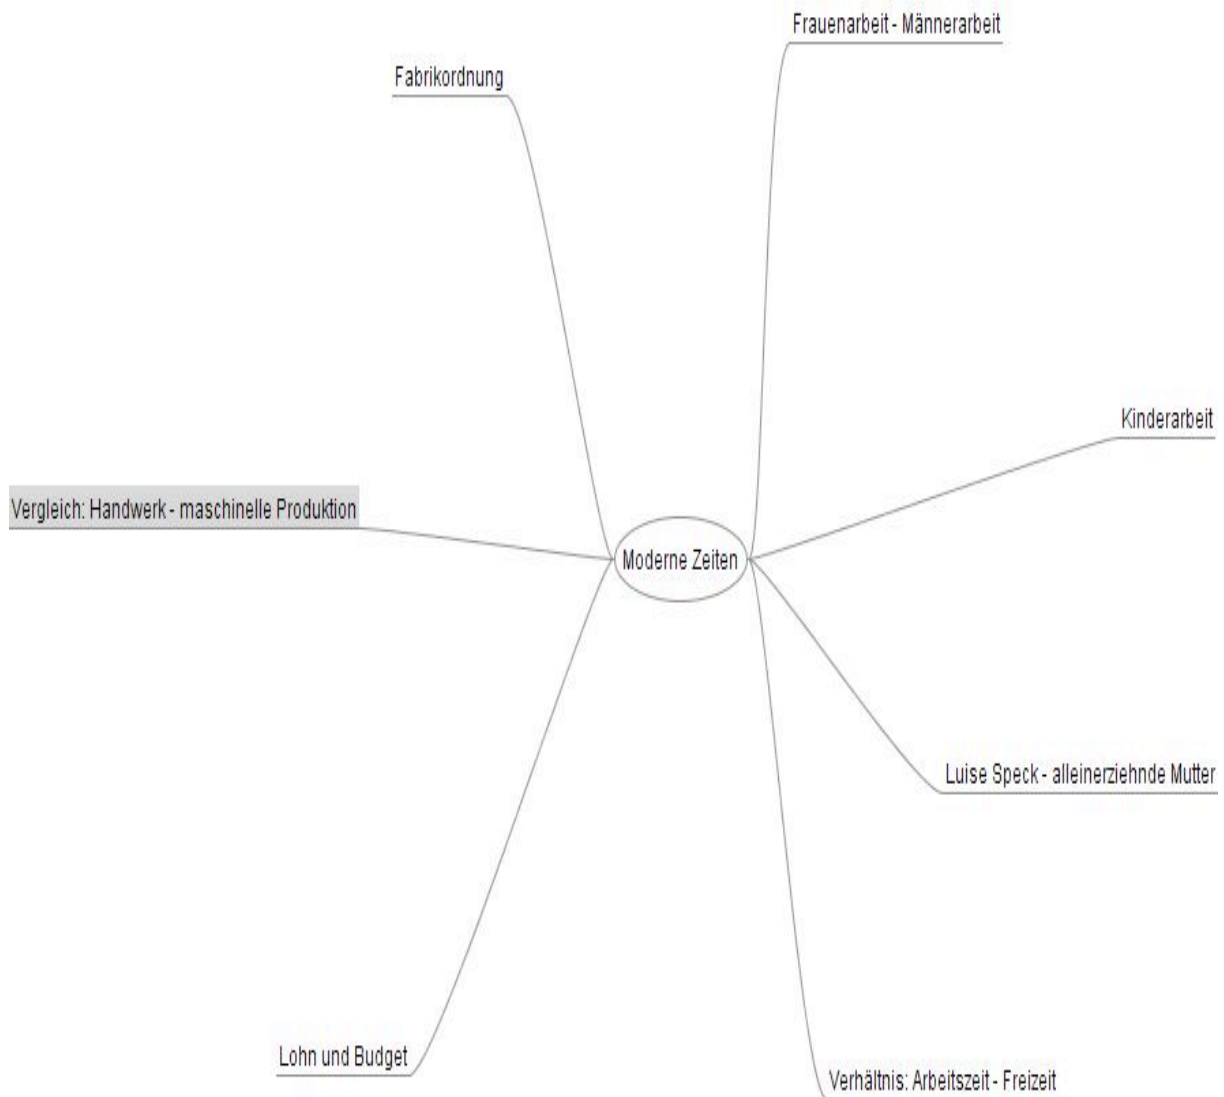 Frauenarbeit - Männerarbeit
Fabrikordnung
Kinderarbeit
Vergleich: Handwerk - maschinelle Produktion
Moderne Zeiten
Luise Speck - alleinerziehnde Mutter
Lohn und Budget
Verhältnis: Arbeitszeit - Freizeit